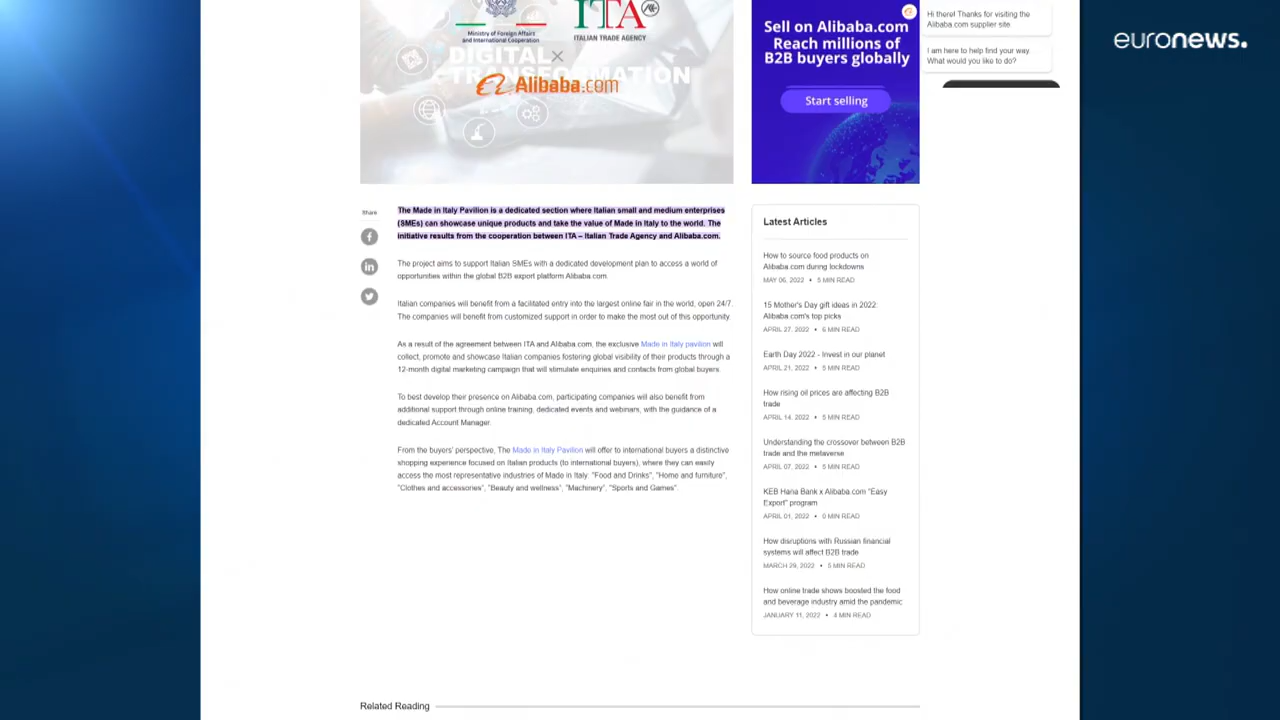 euronews.
Ministry of Foreign Affairs
and International Cooperation
ITA
ITALIAN TRADE AGENCY
DIGITAL
TRANSFORMATION
Alibaba.com
Sell on Alibaba.com
Reach millions of
B2B buyers globally
Start selling
Hi there! Thanks for visiting the
Alibaba.com supplier site.
I am here to help find your way.
What would you like to do?
Share
The Made in Italy Pavilion is a dedicated section where Italian small and medium enterprises
(SMEs) can showcase unique products and take the value of Made in Italy to the world. The
initiative results from the cooperation between ITA – Italian Trade Agency and Alibaba.com.
The project aims to support Italian SMEs with a dedicated development plan to access a world of
opportunities within the global B2B export platform Alibaba.com.
Italian companies will benefit from a facilitated entry into the largest online fair in the world, open 24/7.
The companies will benefit from customized support in order to make the most out of this opportunity.
As a result of the agreement between ITA and Alibaba.com, the exclusive Made in Italy pavilion will
collect, promote and showcase Italian companies fostering global visibility of their products through a
12-month digital marketing campaign that will stimulate enquiries and contacts from global buyers.
To best develop their presence on Alibaba.com, participating companies will also benefit from
additional support through online training, dedicated events and webinars, with the guidance of a
dedicated Account Manager.
From the buyers' perspective, The Made in Italy Pavilion will offer to international buyers a distinctive
shopping experience focused on Italian products (to international buyers), where they can easily
access the most representative industries of Made in Italy: "Food and Drinks", "Home and furniture",
"Clothes and accessories", "Beauty and wellness", "Machinery", "Sports and Games".
Latest Articles
How to source food products on
Alibaba.com during lockdowns
MAY 06, 2022 • 5 MIN READ
15 Mother's Day gift ideas in 2022:
Alibaba.com's top picks
APRIL 27, 2022 • 6 MIN READ
Earth Day 2022 - Invest in our planet
APRIL 21, 2022 • 5 MIN READ
How rising oil prices are affecting B2B
trade
APRIL 14, 2022 • 5 MIN READ
Understanding the crossover between B2B
trade and the metaverse
APRIL 07, 2022 • 5 MIN READ
KEB Hana Bank x Alibaba.com "Easy
Export" program
APRIL 01, 2022 • 0 MIN READ
How disruptions with Russian financial
systems will affect B2B trade
MARCH 29, 2022 • 5 MIN READ
How online trade shows boosted the food
and beverage industry amid the pandemic
JANUARY 11, 2022 • 4 MIN READ
Related Reading